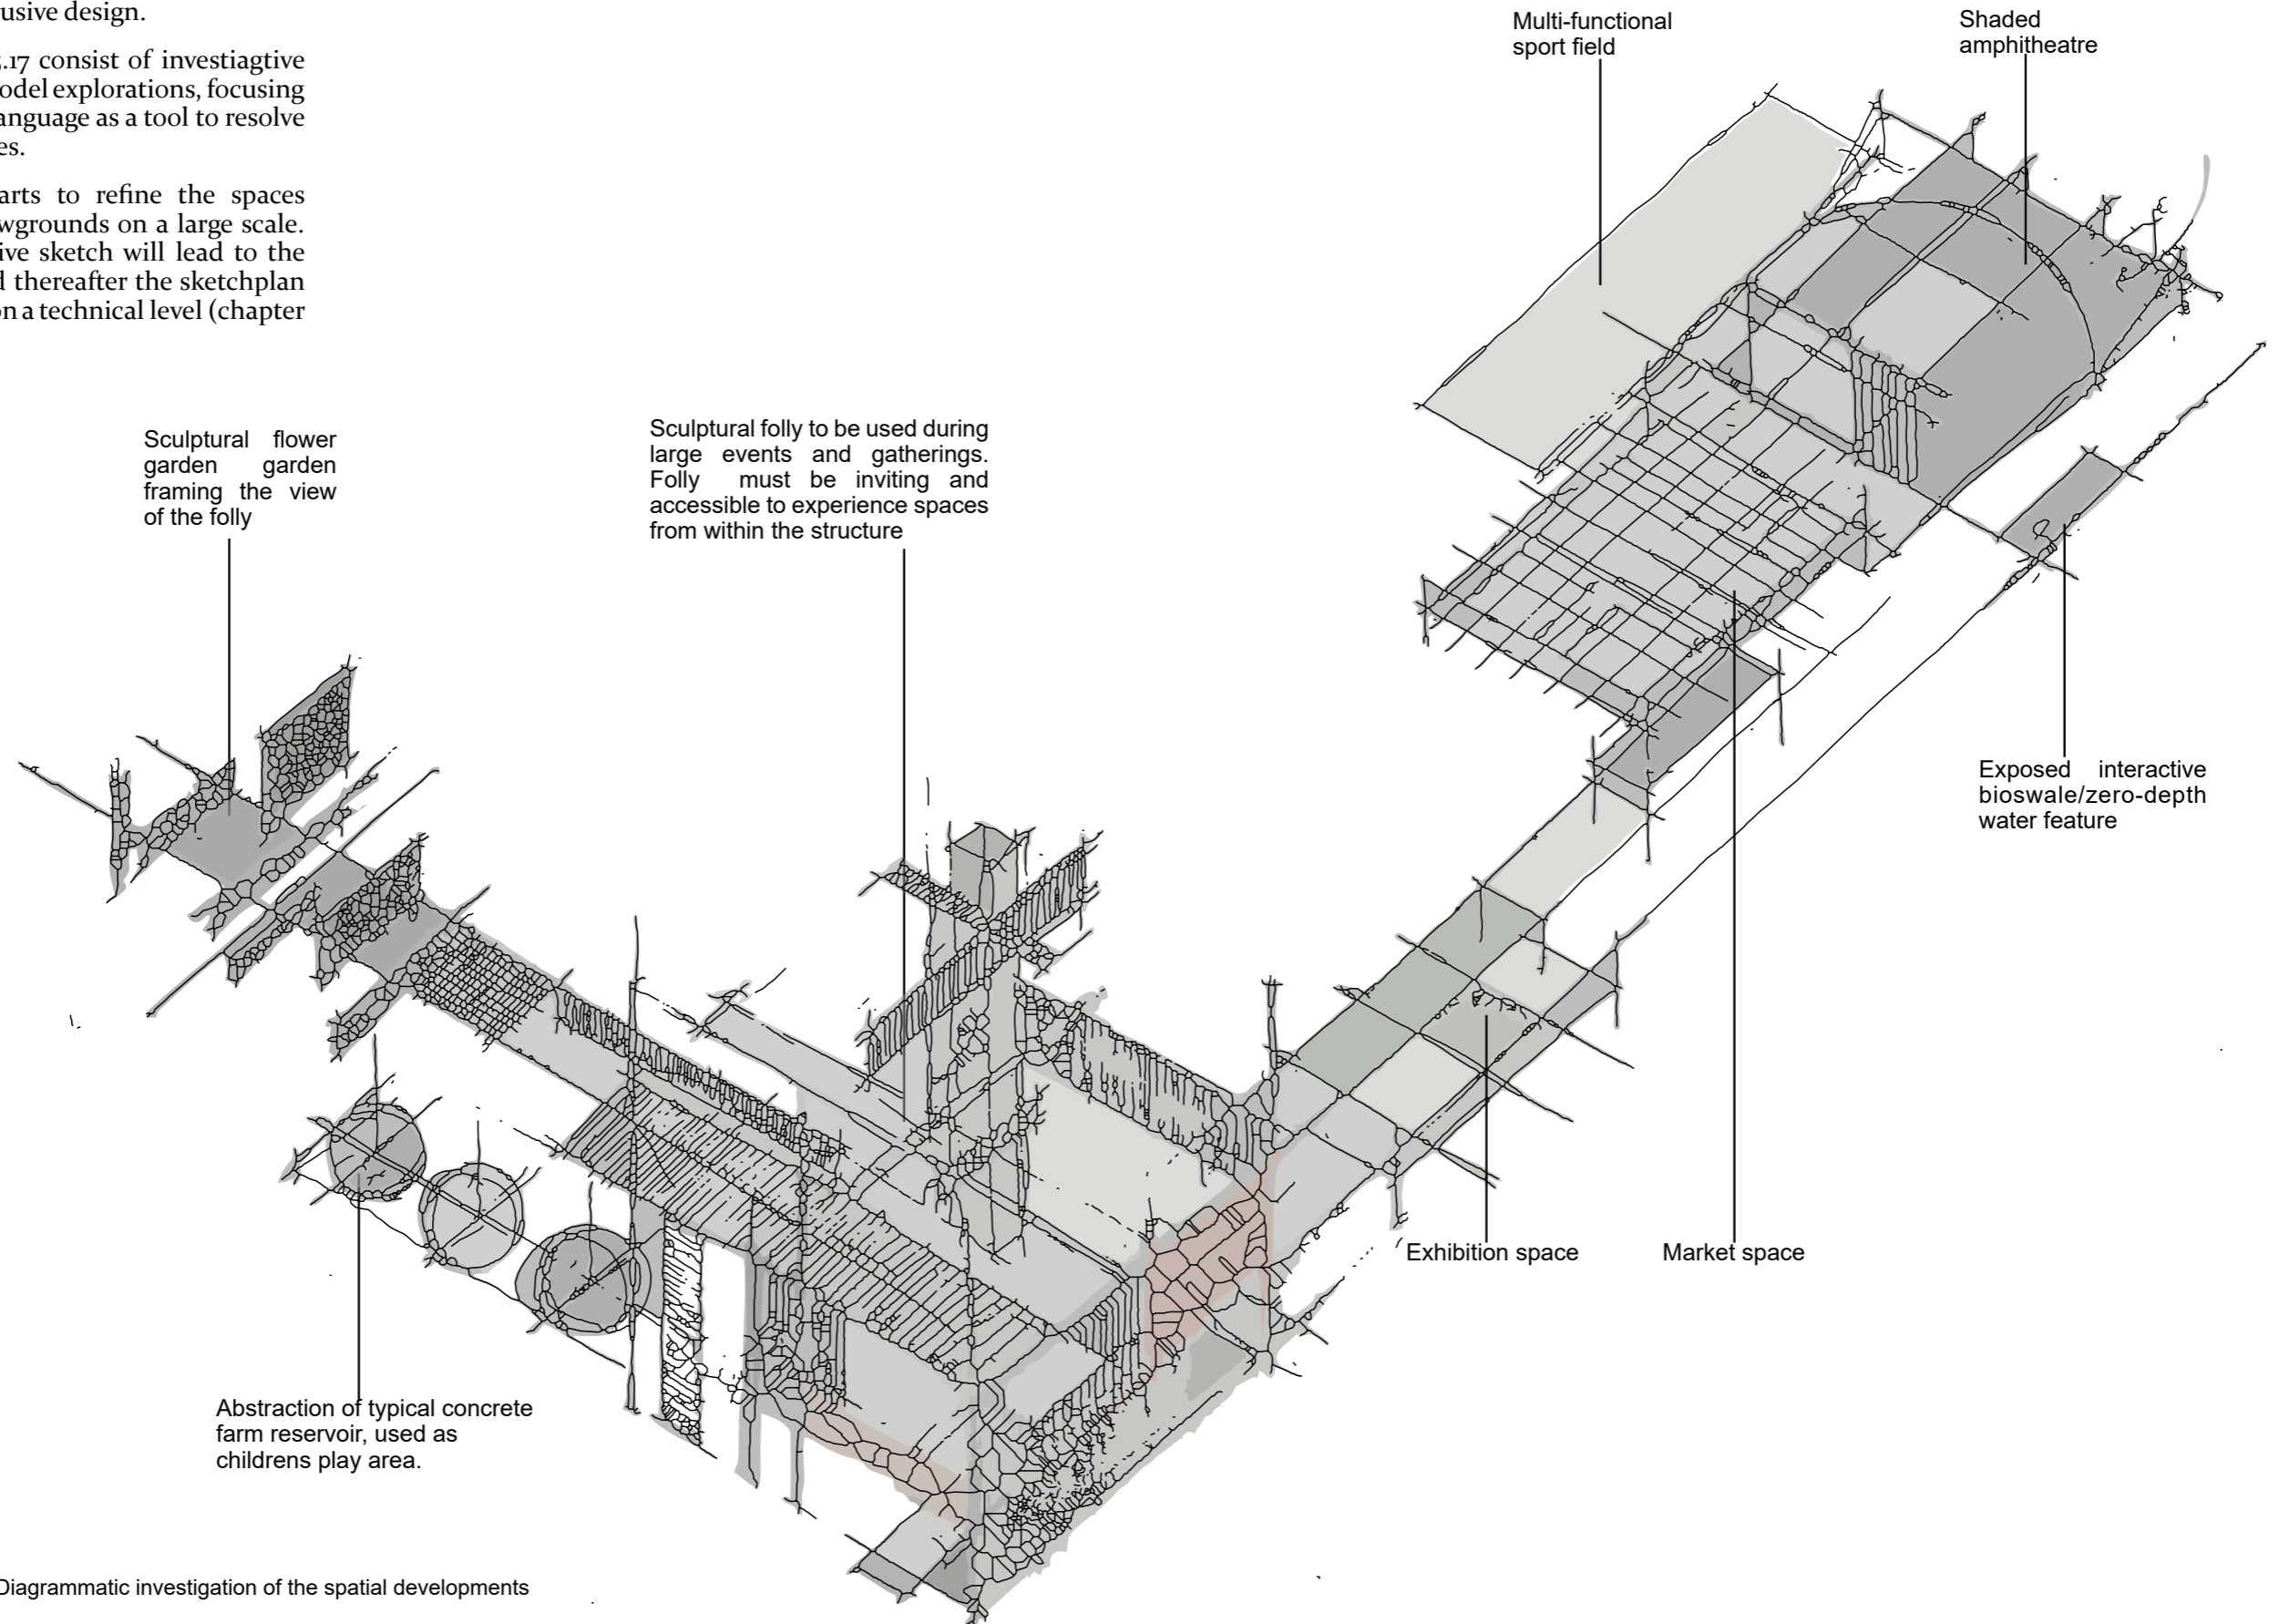 usive design.
5.17 consist of investiagtive
odel explorations, focusing
anguage as a tool to resolve
es.
arts to refine the spaces
wgrounds on a large scale.
ive sketch will lead to the
d thereafter the sketchplan
on a technical level (chapter
Multi-functional
sport field
Shaded
amphitheatre
Sculptural flower
garden garden
framing the view
of the folly
Sculptural folly to be used during
large events and gatherings.
Folly must be inviting and
accessible to experience spaces
from within the structure
Exposed interactive
bioswale/zero-depth
water feature
Exhibition space
Market space
Abstraction of typical concrete
farm reservoir, used as
childrens play area.
Diagrammatic investigation of the spatial developments